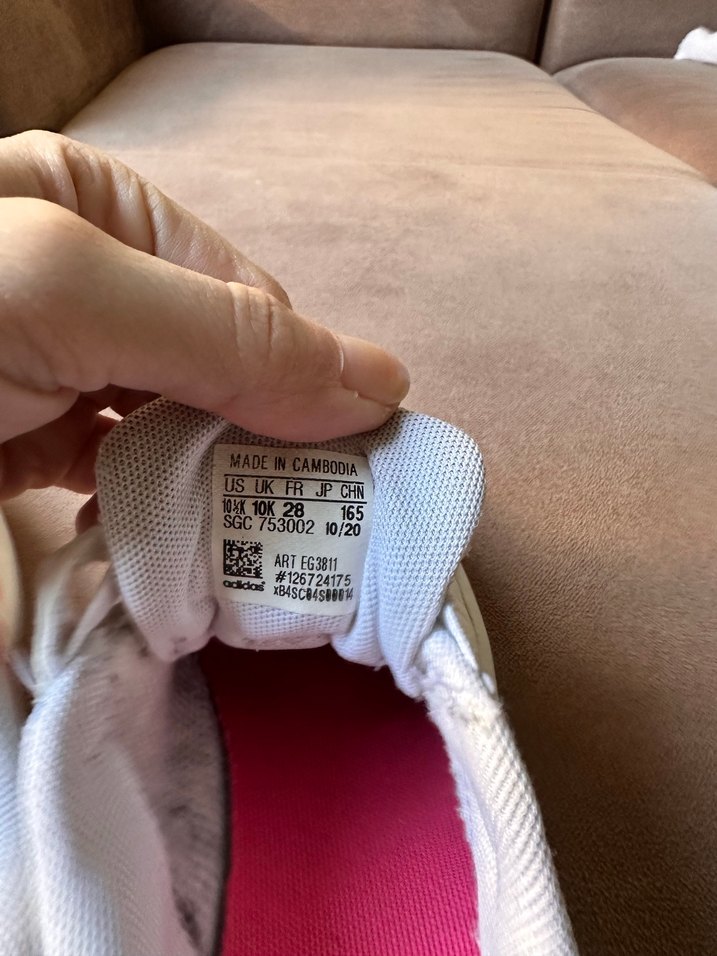 MADE IN CAMBODIA
US UK FR JP CHN
10½K 10K 28 165
SGC 753002 10/20
ART EG3811
#126724175
adidas